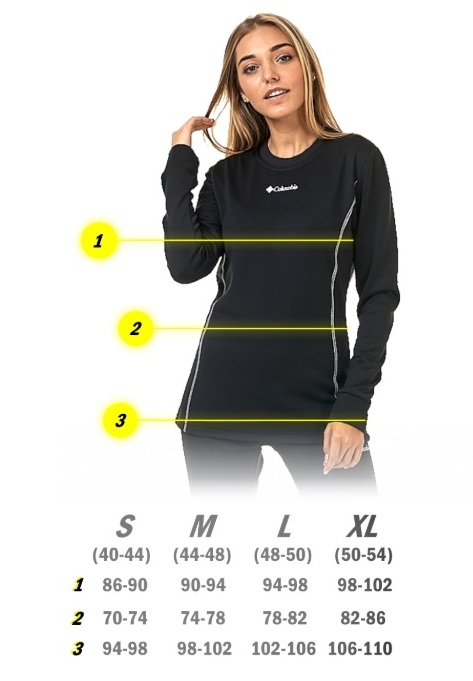 Columbia
1
2
3
S M L XL
(40-44) (44-48) (48-50) (50-54)
1 86-90 90-94 94-98 98-102
2 70-74 74-78 78-82 82-86
3 94-98 98-102 102-106 106-110